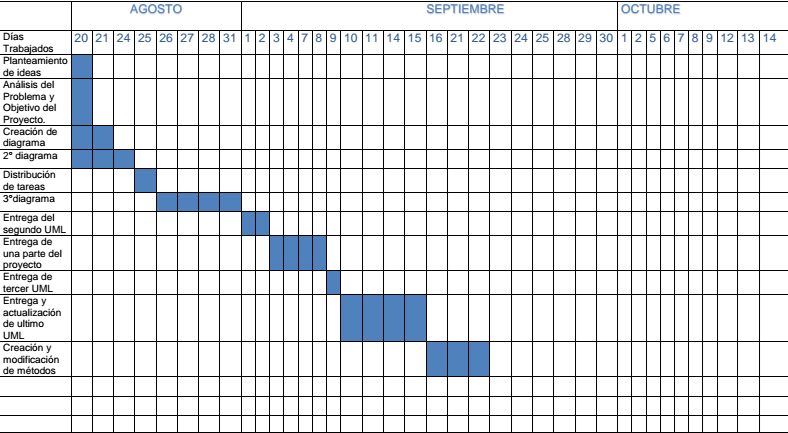 AGOSTO SEPTIEMBRE OCTUBRE
Días
Trabajados
20 21 24 25 26 27 28 31 1 2 3 4 7 8 9 10 11 14 15 16 21 22 23 24 25 28 29 30 1 2 5 6 7 8 9 12 13 14
Planteamiento
de ideas
Análisis del
Problema y
Objetivo del
Proyecto.
Creación de
diagrama
2° diagrama
Distribución
de tareas
3°diagrama
Entrega del
segundo UML
Entrega de
una parte del
proyecto
Entrega de
tercer UML
Entrega y
actualización
de ultimo
UML
Creación y
modificación
de métodos